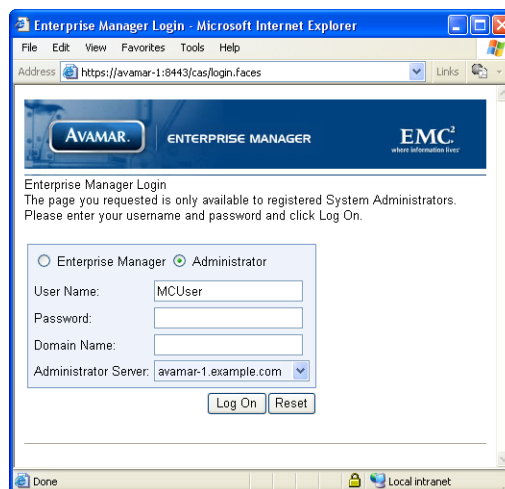 Enterprise Manager Login - Microsoft Internet Explorer
File Edit View Favorites Tools Help
Address https://avamar-1:8443/cas/login.faces Links
AVAMAR. ENTERPRISE MANAGER EMC²
where information lives®
Enterprise Manager Login
The page you requested is only available to registered System Administrators.
Please enter your username and password and click Log On.
Enterprise Manager Administrator
User Name: MCUser
Password:
Domain Name:
Administrator Server: avamar-1.example.com
Log On Reset
Done Local intranet